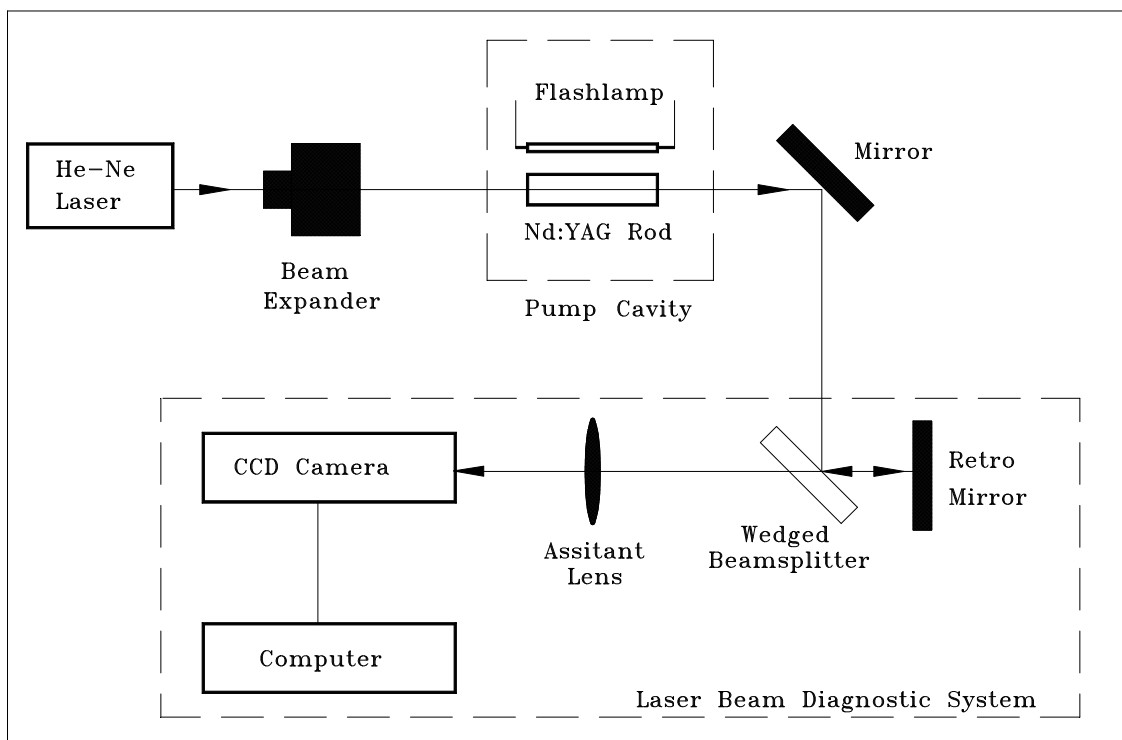 Flashlamp
He-Ne
Laser
Mirror
Nd:YAG Rod
Beam
Expander
Pump Cavity
CCD Camera
Retro
Mirror
Wedged
Beamsplitter
Assitant
Lens
Computer
Laser Beam Diagnostic System